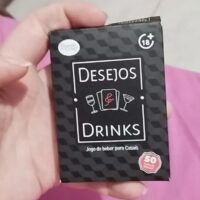 18+
DESEJOS
&
DRINKS
Jogo de beber para Casais
50